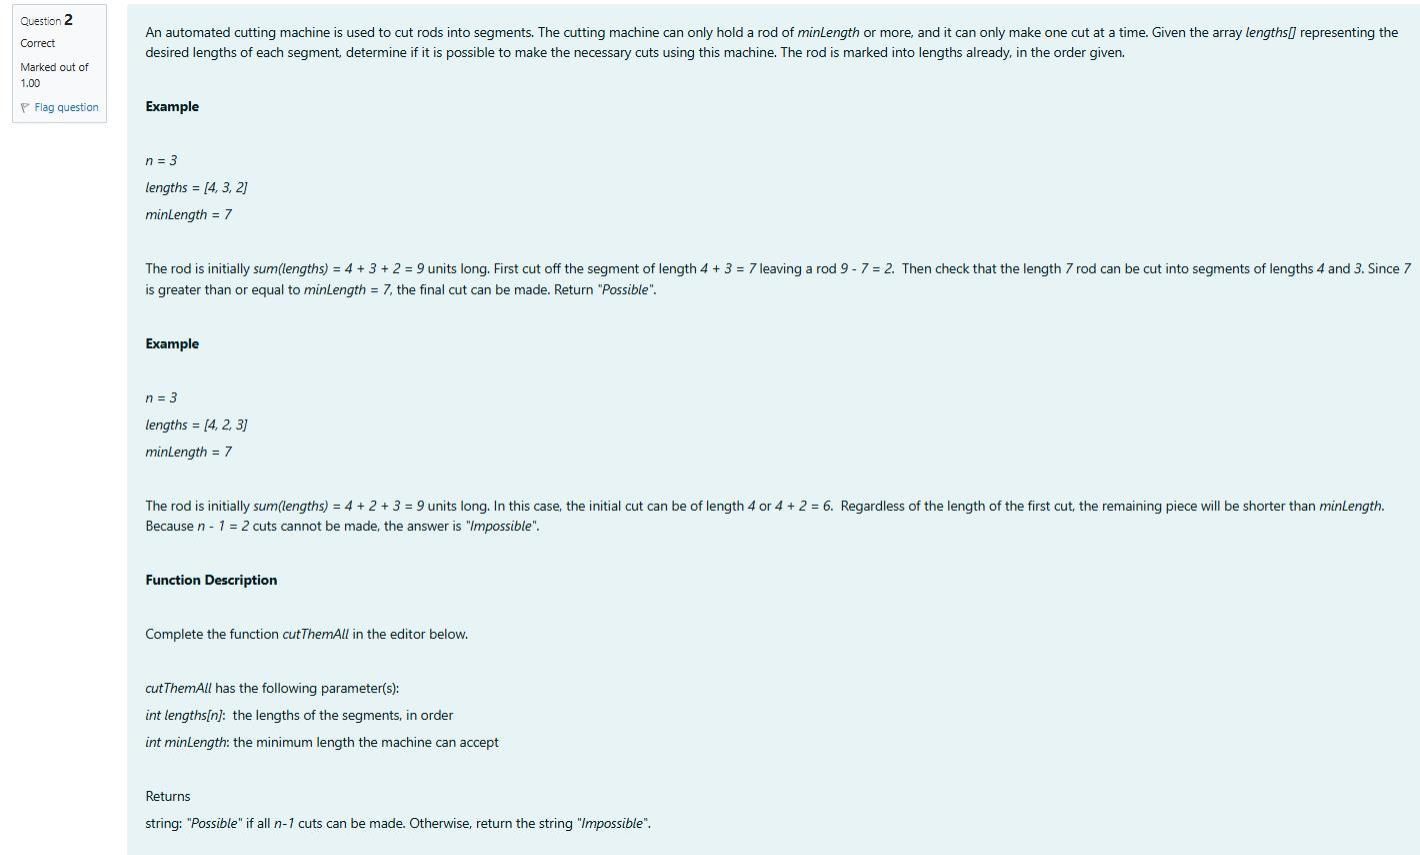 Question 2
Correct
Marked out of
1.00
Flag question
An automated cutting machine is used to cut rods into segments. The cutting machine can only hold a rod of minLength or more, and it can only make one cut at a time. Given the array lengths[] representing the
desired lengths of each segment, determine if it is possible to make the necessary cuts using this machine. The rod is marked into lengths already, in the order given.
Example
n = 3
lengths = [4, 3, 2]
minLength = 7
The rod is initially sum(lengths) = 4 + 3 + 2 = 9 units long. First cut off the segment of length 4 + 3 = 7 leaving a rod 9 - 7 = 2. Then check that the length 7 rod can be cut into segments of lengths 4 and 3. Since 7
is greater than or equal to minLength = 7, the final cut can be made. Return "Possible".
Example
n = 3
lengths = [4, 2, 3]
minLength = 7
The rod is initially sum(lengths) = 4 + 2 + 3 = 9 units long. In this case, the initial cut can be of length 4 or 4 + 2 = 6. Regardless of the length of the first cut, the remaining piece will be shorter than minLength.
Because n - 1 = 2 cuts cannot be made, the answer is "Impossible".
Function Description
Complete the function cutThemAll in the editor below.
cutThemAll has the following parameter(s):
int lengths[n]: the lengths of the segments, in order
int minLength: the minimum length the machine can accept
Returns
string: "Possible" if all n-1 cuts can be made. Otherwise, return the string "Impossible".